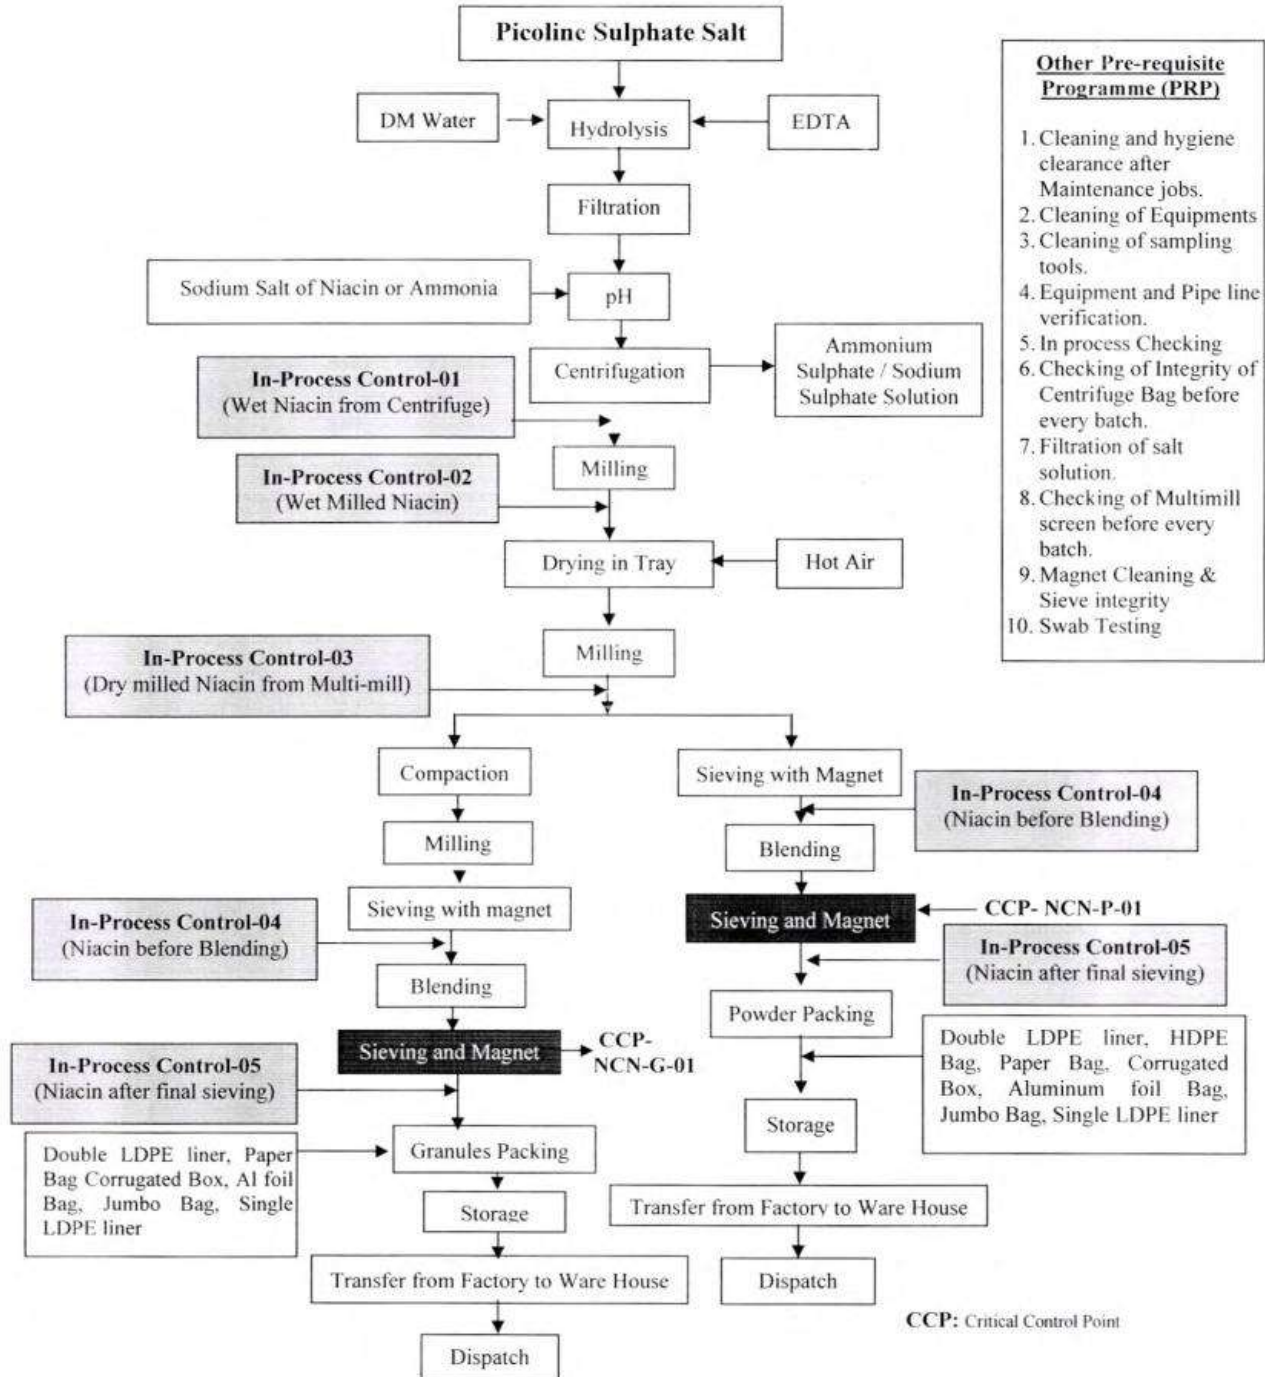 Picoline Sulphate Salt
DM Water
Hydrolysis
EDTA
Filtration
Sodium Salt of Niacin or Ammonia
pH
Centrifugation
Ammonium
Sulphate / Sodium
Sulphate Solution
In-Process Control-01
(Wet Niacin from Centrifuge)
Milling
In-Process Control-02
(Wet Milled Niacin)
Drying in Tray
Hot Air
Milling
In-Process Control-03
(Dry milled Niacin from Multi-mill)
Compaction
Milling
Sieving with magnet
In-Process Control-04
(Niacin before Blending)
Blending
Sieving and Magnet
CCP-
NCN-G-01
In-Process Control-05
(Niacin after final sieving)
Double LDPE liner, Paper
Bag Corrugated Box, Al foil
Bag, Jumbo Bag, Single
LDPE liner
Granules Packing
Storage
Transfer from Factory to Ware House
Dispatch
Sieving with Magnet
In-Process Control-04
(Niacin before Blending)
Blending
Sieving and Magnet
CCP- NCN-P-01
In-Process Control-05
(Niacin after final sieving)
Powder Packing
Double LDPE liner, HDPE
Bag, Paper Bag, Corrugated
Box, Aluminum foil Bag,
Jumbo Bag, Single LDPE liner
Storage
Transfer from Factory to Ware House
Dispatch
CCP: Critical Control Point
Other Pre-requisite
Programme (PRP)
1. Cleaning and hygiene
clearance after
Maintenance jobs.
2. Cleaning of Equipments
3. Cleaning of sampling
tools.
4. Equipment and Pipe line
verification.
5. In process Checking
6. Checking of Integrity of
Centrifuge Bag before
every batch.
7. Filtration of salt
solution.
8. Checking of Multimill
screen before every
batch.
9. Magnet Cleaning &
Sieve integrity
10. Swab Testing